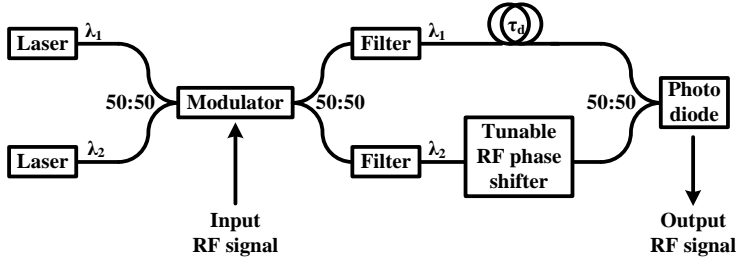 Laser
λ1
Filter
λ1
τd
50:50
Modulator
50:50
50:50
Photo
diode
Laser
λ2
Filter
λ2
Tunable
RF phase
shifter
Input
RF signal
Output
RF signal